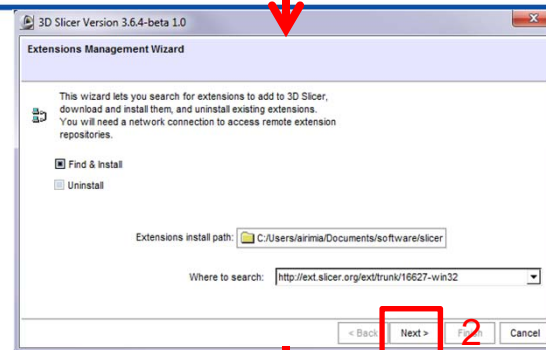 3D Slicer Version 3.6.4-beta 1.0
Extensions Management Wizard
This wizard lets you search for extensions to add to 3D Slicer,
download and install them, and uninstall existing extensions.
You will need a network connection to access remote extension
repositories.
Find & Install
Uninstall
Extensions install path: C:/Users/airimia/Documents/software/slicer
Where to search: http://ext.slicer.org/ext/trunk/16627-win32
< Back Next > 2 Cancel